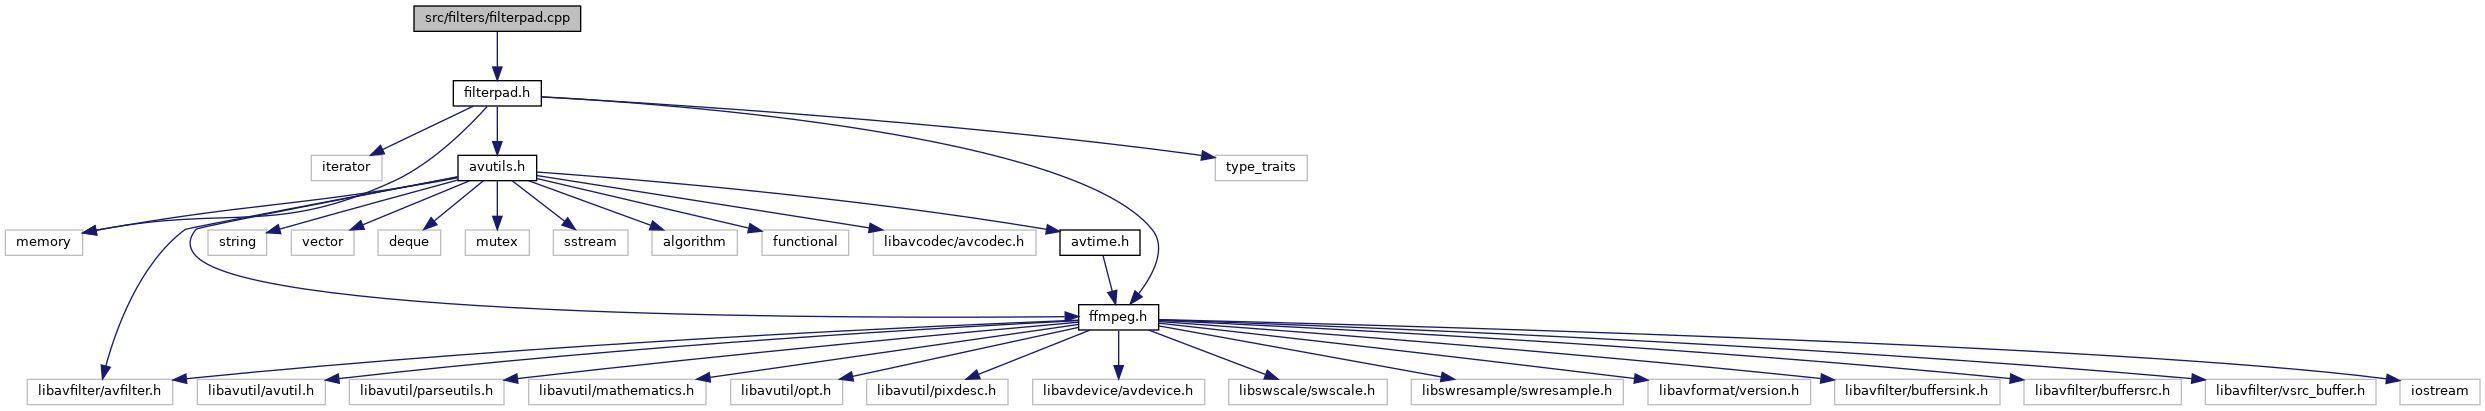 src/filters/filterpad.cpp
filterpad.h
iterator
avutils.h
type_traits
memory
string
vector
deque
mutex
sstream
algorithm
functional
libavcodec/avcodec.h
avtime.h
ffmpeg.h
libavfilter/avfilter.h
libavutil/avutil.h
libavutil/parseutils.h
libavutil/mathematics.h
libavutil/opt.h
libavutil/pixdesc.h
libavdevice/avdevice.h
libswscale/swscale.h
libswresample/swresample.h
libavformat/version.h
libavfilter/buffersink.h
libavfilter/buffersrc.h
libavfilter/vsrc_buffer.h
iostream